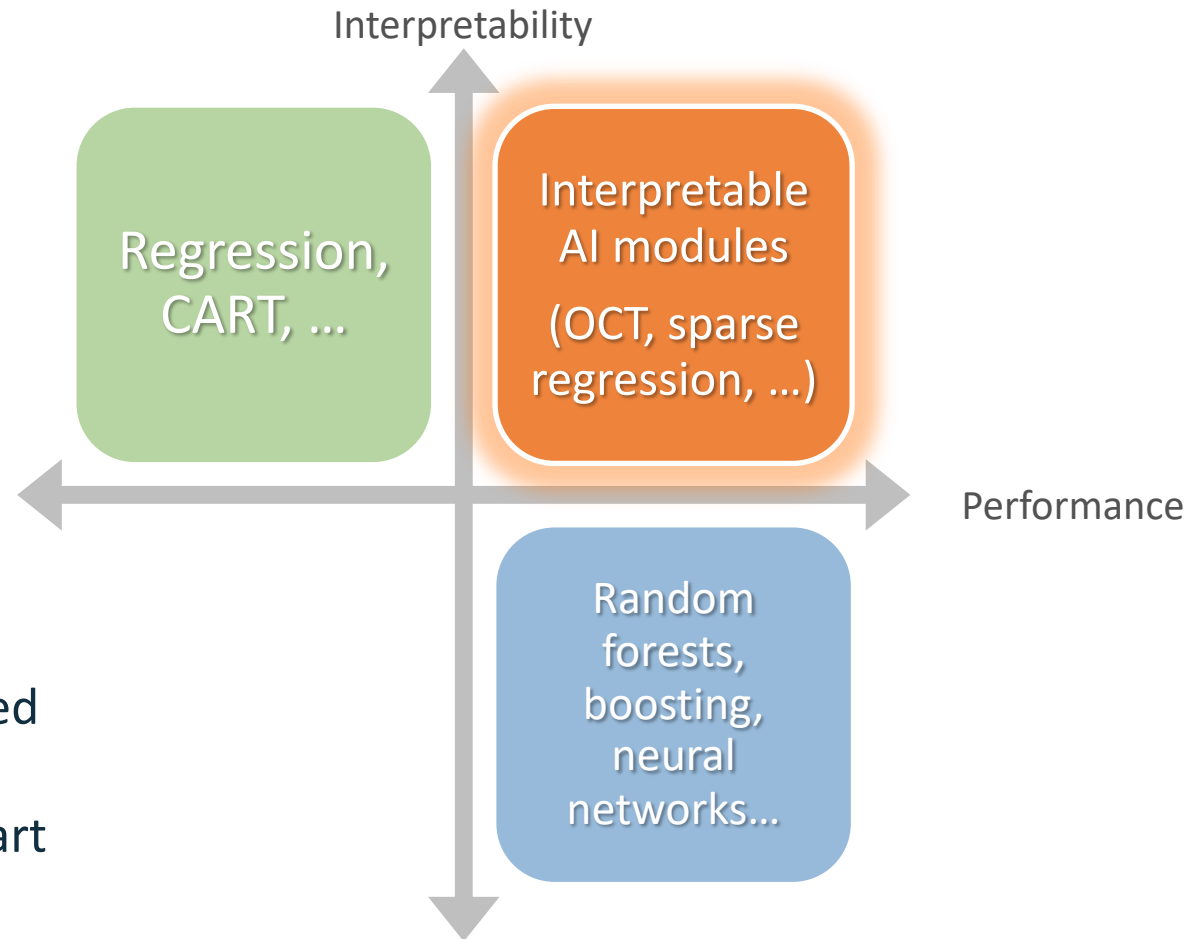 Interpretability
Regression,
CART, ...
Interpretable
AI modules
(OCT, sparse
regression, ...)
Performance
Random
forests,
boosting,
neural
networks...
ed
art